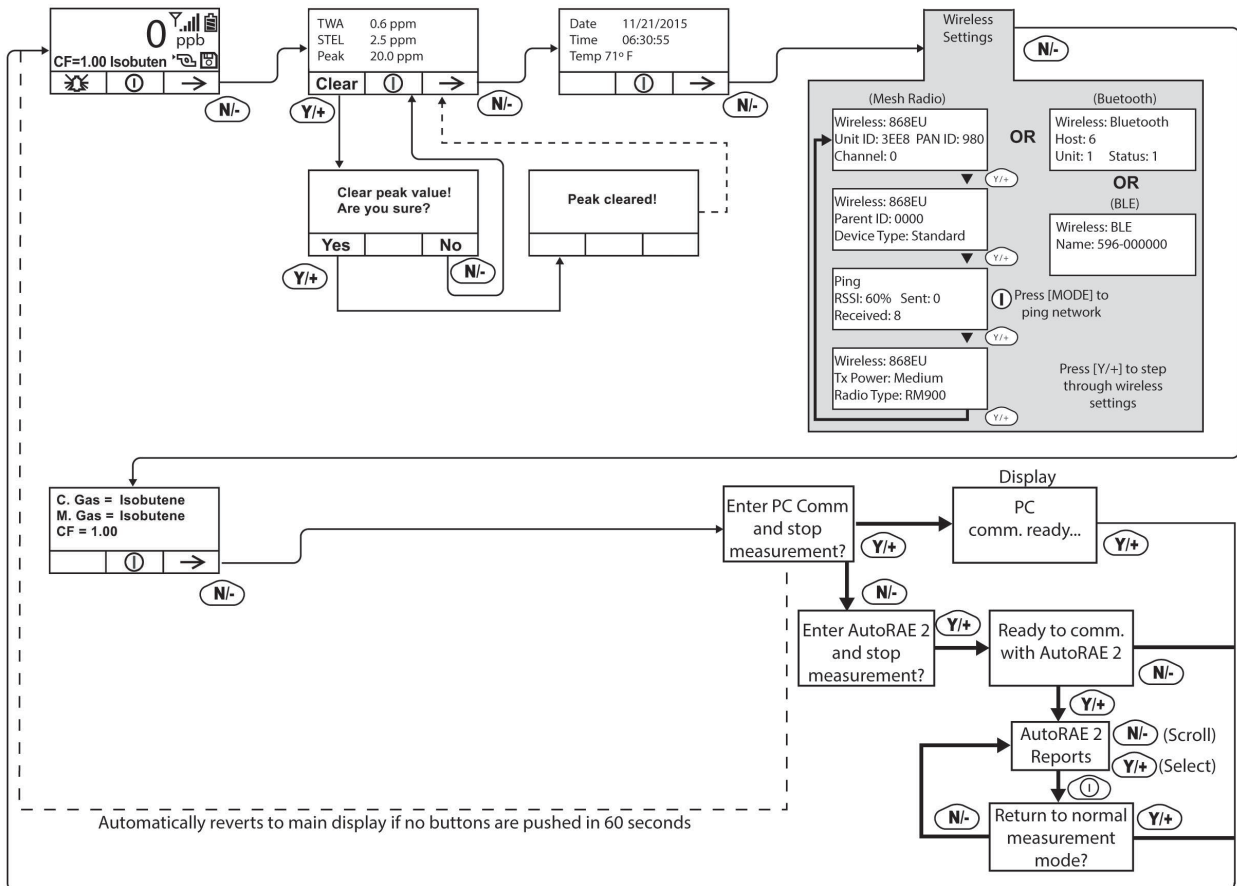 0 ppb
CF=1.00 Isobuten
N/-
TWA 0.6 ppm
STEL 2.5 ppm
Peak 20.0 ppm
Clear
Y/+
N/-
Date 11/21/2015
Time 06:30:55
Temp 71º F
N/-
Wireless
Settings
N/-
Clear peak value!
Are you sure?
Yes No
Y/+
N/-
Peak cleared!
(Mesh Radio)
Wireless: 868EU
Unit ID: 3EE8 PAN ID: 980
Channel: 0
Y/+
Wireless: 868EU
Parent ID: 0000
Device Type: Standard
Y/+
Ping
RSSI: 60% Sent: 0
Received: 8
Y/+
Press [MODE] to
ping network
Wireless: 868EU
Tx Power: Medium
Radio Type: RM900
Y/+
OR
(Buetooth)
Wireless: Bluetooth
Host: 6
Unit: 1 Status: 1
OR
(BLE)
Wireless: BLE
Name: 596-000000
Press [Y/+] to step
through wireless
settings
C. Gas = Isobutene
M. Gas = Isobutene
CF = 1.00
N/-
Enter PC Comm
and stop
measurement?
Y/+
N/-
Display
PC
comm. ready...
Y/+
Enter AutoRAE 2
and stop
measurement?
Y/+
Ready to comm.
with AutoRAE 2
N/-
Y/+
AutoRAE 2
Reports
N/- (Scroll)
Y/+ (Select)
N/-
Return to normal
measurement
mode?
Y/+
Automatically reverts to main display if no buttons are pushed in 60 seconds